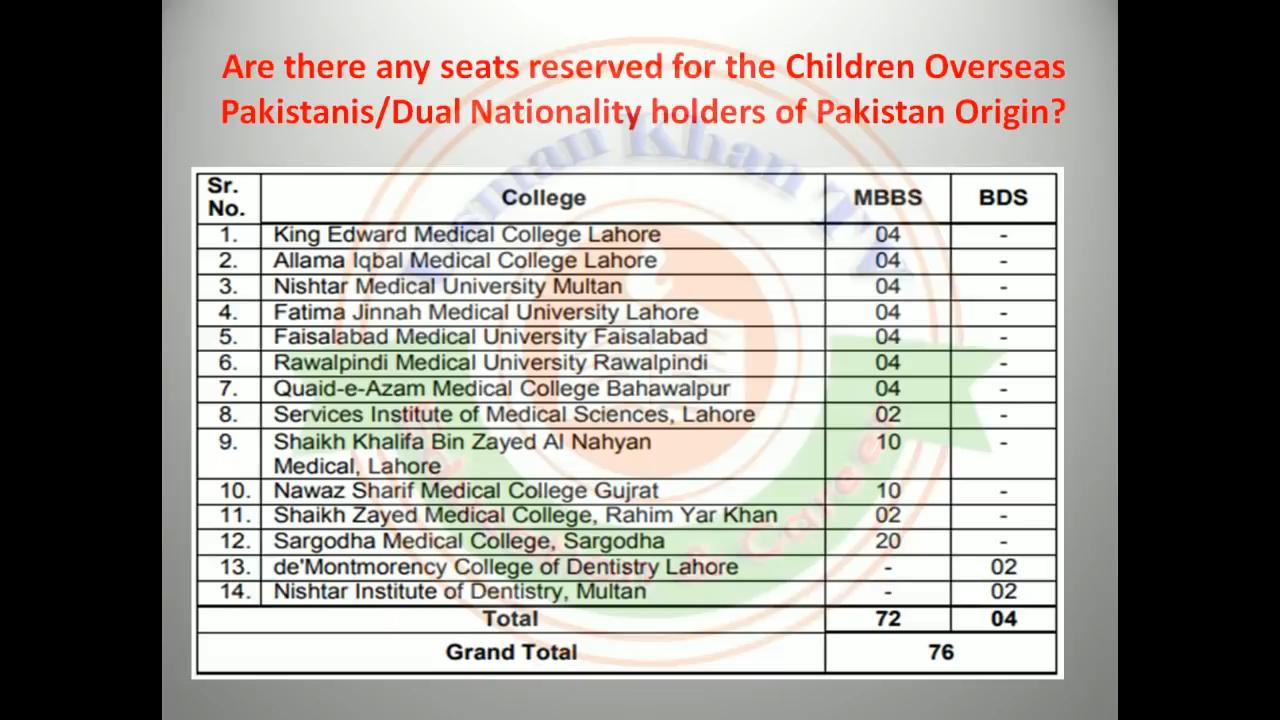 Are there any seats reserved for the Children Overseas
Pakistanis/Dual Nationality holders of Pakistan Origin?
Sr. No. College MBBS BDS
1. King Edward Medical College Lahore 04 -
2. Allama Iqbal Medical College Lahore 04 -
3. Nishtar Medical University Multan 04 -
4. Fatima Jinnah Medical University Lahore 04 -
5. Faisalabad Medical University Faisalabad 04 -
6. Rawalpindi Medical University Rawalpindi 04 -
7. Quaid-e-Azam Medical College Bahawalpur 04 -
8. Services Institute of Medical Sciences, Lahore 02 -
9. Shaikh Khalifa Bin Zayed Al Nahyan 10 -
Medical, Lahore
10. Nawaz Sharif Medical College Gujrat 10 -
11. Shaikh Zayed Medical College, Rahim Yar Khan 02 -
12. Sargodha Medical College, Sargodha 20 -
13. de'Montmorency College of Dentistry Lahore - 02
14. Nishtar Institute of Dentistry, Multan - 02
Total 72 04
Grand Total 76
Khan TV
& Career